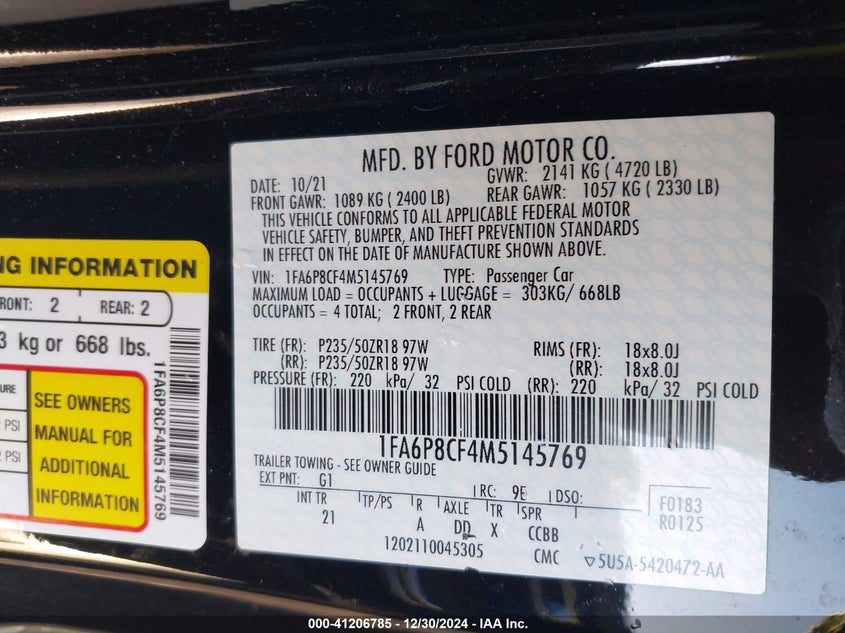 MFD. BY FORD MOTOR CO.
DATE: 10/21 GVWR: 2141 KG ( 4720 LB)
FRONT GAWR: 1089 KG ( 2400 LB) REAR GAWR: 1057 KG ( 2330 LB)
THIS VEHICLE CONFORMS TO ALL APPLICABLE FEDERAL MOTOR
VEHICLE SAFETY, BUMPER, AND THEFT PREVENTION STANDARDS
IN EFFECT ON THE DATE OF MANUFACTURE SHOWN ABOVE.
VIN: 1FA6P8CF4M5145769 TYPE: Passenger Car
MAXIMUM LOAD = OCCUPANTS + LUGGAGE = 303KG/ 668LB
OCCUPANTS = 4 TOTAL; 2 FRONT, 2 REAR
TIRE (FR): P235/50ZR18 97W RIMS (FR): 18x8.0J
(RR): P235/50ZR18 97W (RR): 18x8.0J
PRESSURE (FR): 220 kPa/ 32 PSI COLD (RR): 220 kPa/ 32 PSI COLD
1FA6P8CF4M5145769
TRAILER TOWING - SEE OWNER GUIDE
EXT PNT: G1 RC: 9E DSO:
INT TR TP/PS R AXLE TR SPR
21 A DD X CCBB
1202110045305 CMC
F0183
R0125
▽5U5A-5420472-AA
NG INFORMATION
FRONT: 2 REAR: 2
3 kg or 668 lbs.
PSI
PSI
SEE OWNERS
MANUAL FOR
ADDITIONAL
INFORMATION
1FA6P8CF4M5145769
000-41206785 - 12/30/2024 - IAA Inc.